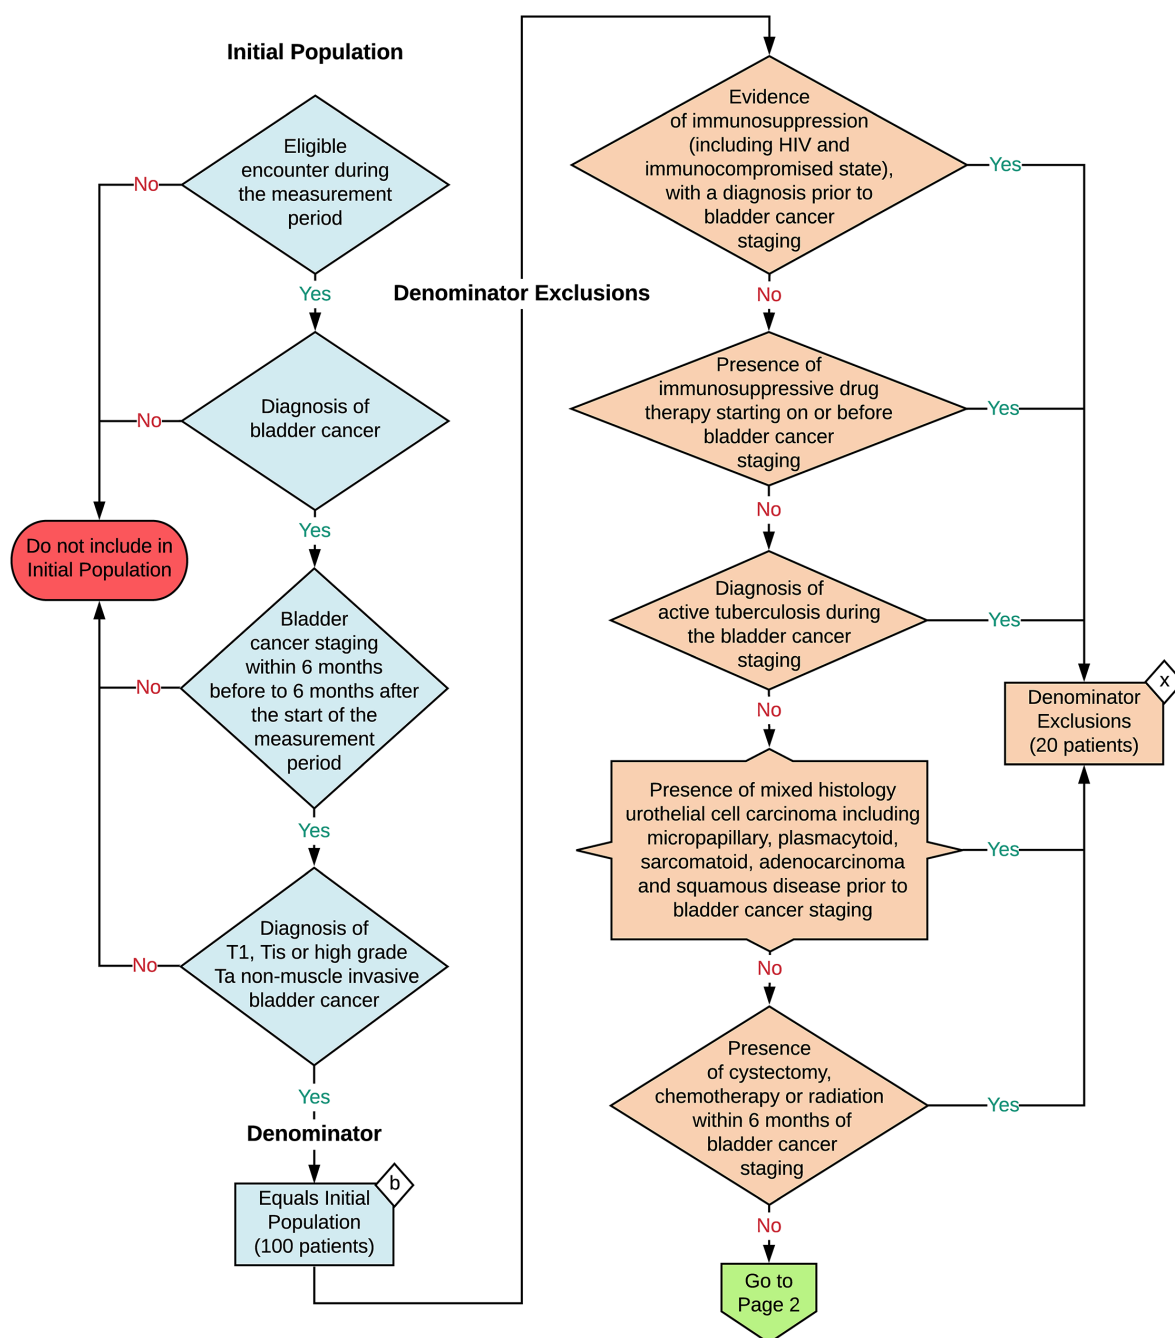 Initial Population
Eligible
encounter during
the measurement
period
No
Yes
Diagnosis of
bladder cancer
No
Yes
Do not include in
Initial Population
Bladder
cancer staging
within 6 months
before to 6 months after
the start of the
measurement
period
No
Yes
Diagnosis of
T1, Tis or high grade
Ta non-muscle invasive
bladder cancer
No
Yes
Denominator
b
Equals Initial
Population
(100 patients)
Denominator Exclusions
Evidence
of immunosuppression
(including HIV and
immunocompromised state),
with a diagnosis prior to
bladder cancer
staging
Yes
No
Presence of
immunosuppressive drug
therapy starting on or before
bladder cancer
staging
Yes
No
Diagnosis of
active tuberculosis during
the bladder cancer
staging
Yes
No
x
Denominator
Exclusions
(20 patients)
Presence of mixed histology
urothelial cell carcinoma including
micropapillary, plasmacytoid,
sarcomatoid, adenocarcinoma
and squamous disease prior to
bladder cancer staging
Yes
No
Presence
of cystectomy,
chemotherapy or radiation
within 6 months of
bladder cancer
staging
Yes
No
Go to
Page 2